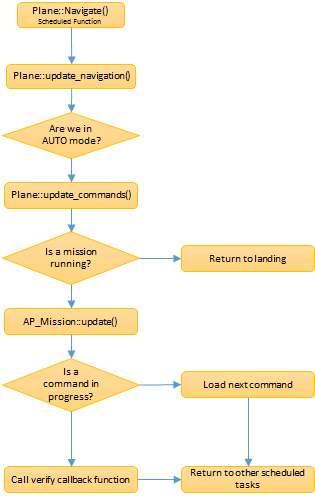 Plane::Navigate()
Scheduled Function
Plane::update_navigation()
Are we in
AUTO mode?
Plane::update_commands()
Is a mission
running?
Return to landing
AP_Mission::update()
Is a
command in
progress?
Load next command
Call verify callback function
Return to other scheduled
tasks